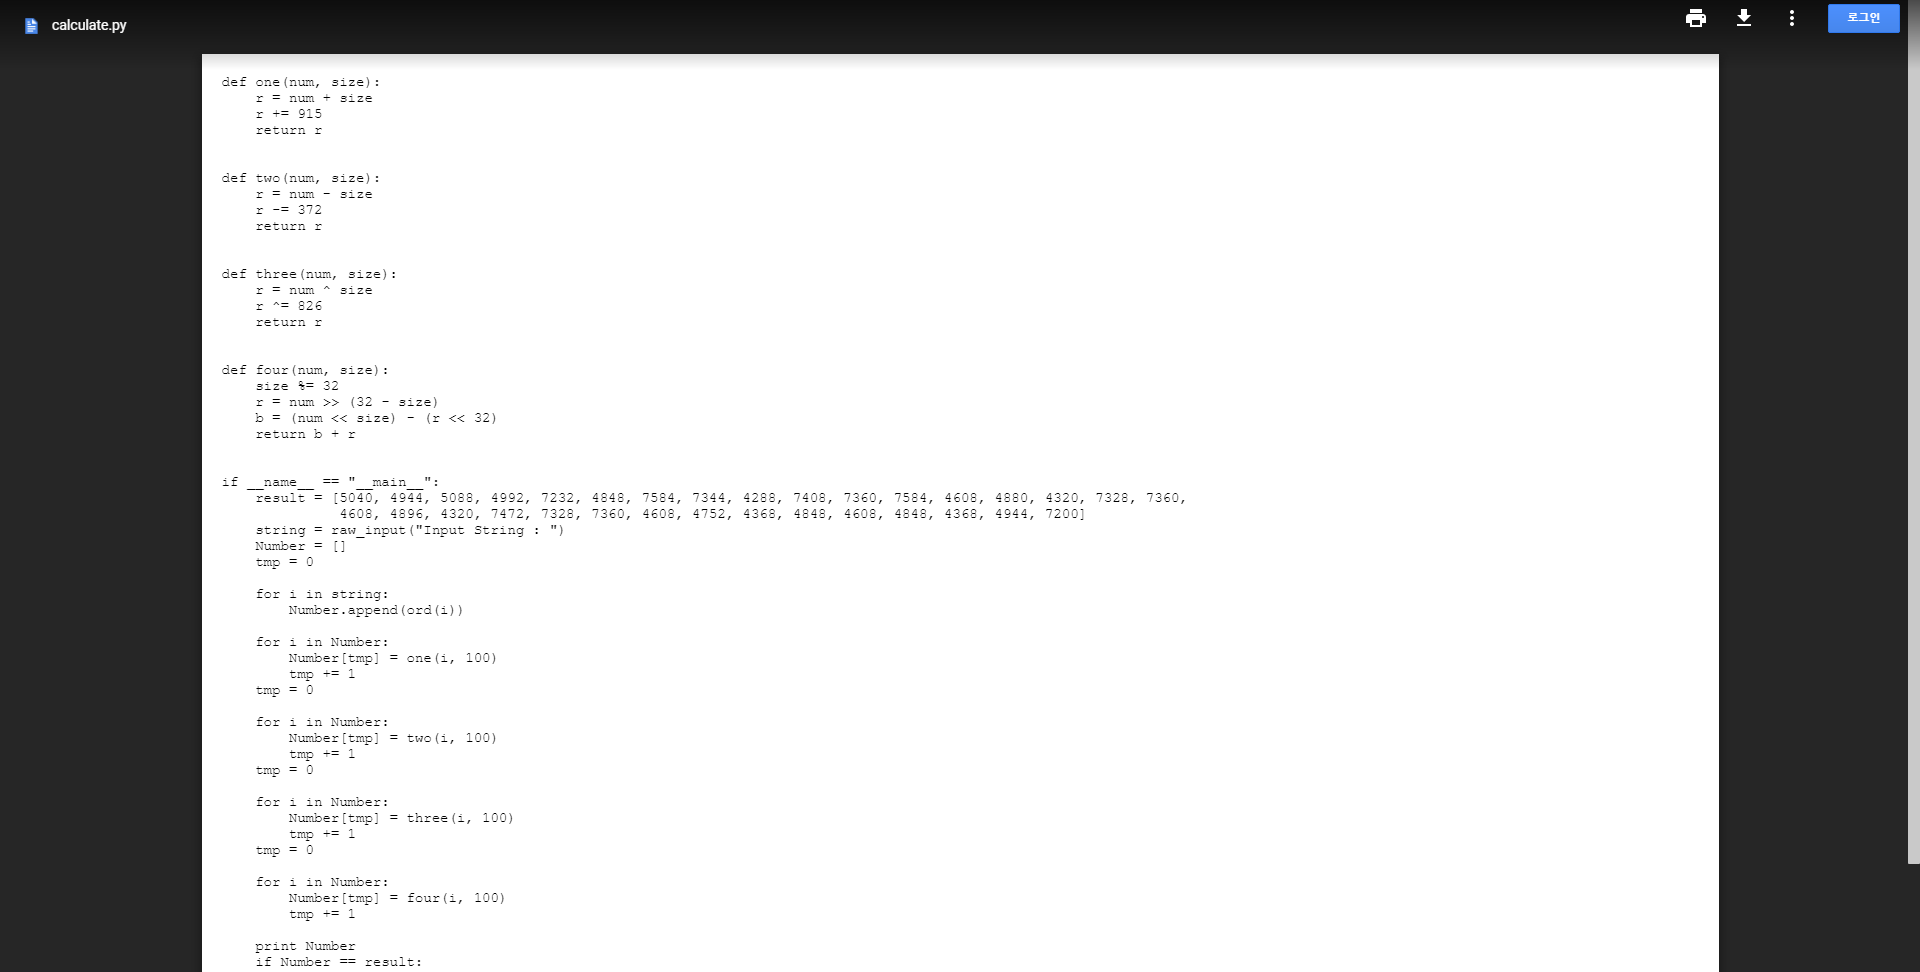 calculate.py
로그인
def one(num, size):
    r = num + size
    r += 915
    return r
def two(num, size):
    r = num - size
    r -= 372
    return r
def three(num, size):
    r = num ^ size
    r ^= 826
    return r
def four(num, size):
    size %= 32
    r = num >> (32 - size)
    b = (num << size) - (r << 32)
    return b + r
if __name__ == "__main__":
    result = [5040, 4944, 5088, 4992, 7232, 4848, 7584, 7344, 4288, 7408, 7360, 7584, 4608, 4880, 4320, 7328, 7360,
              4608, 4896, 4320, 7472, 7328, 7360, 4608, 4752, 4368, 4848, 4608, 4848, 4368, 4944, 7200]
    string = raw_input("Input String : ")
    Number = []
    tmp = 0
    for i in string:
        Number.append(ord(i))
    for i in Number:
        Number[tmp] = one(i, 100)
        tmp += 1
    tmp = 0
    for i in Number:
        Number[tmp] = two(i, 100)
        tmp += 1
    tmp = 0
    for i in Number:
        Number[tmp] = three(i, 100)
        tmp += 1
    tmp = 0
    for i in Number:
        Number[tmp] = four(i, 100)
        tmp += 1
    print Number
    if Number == result: